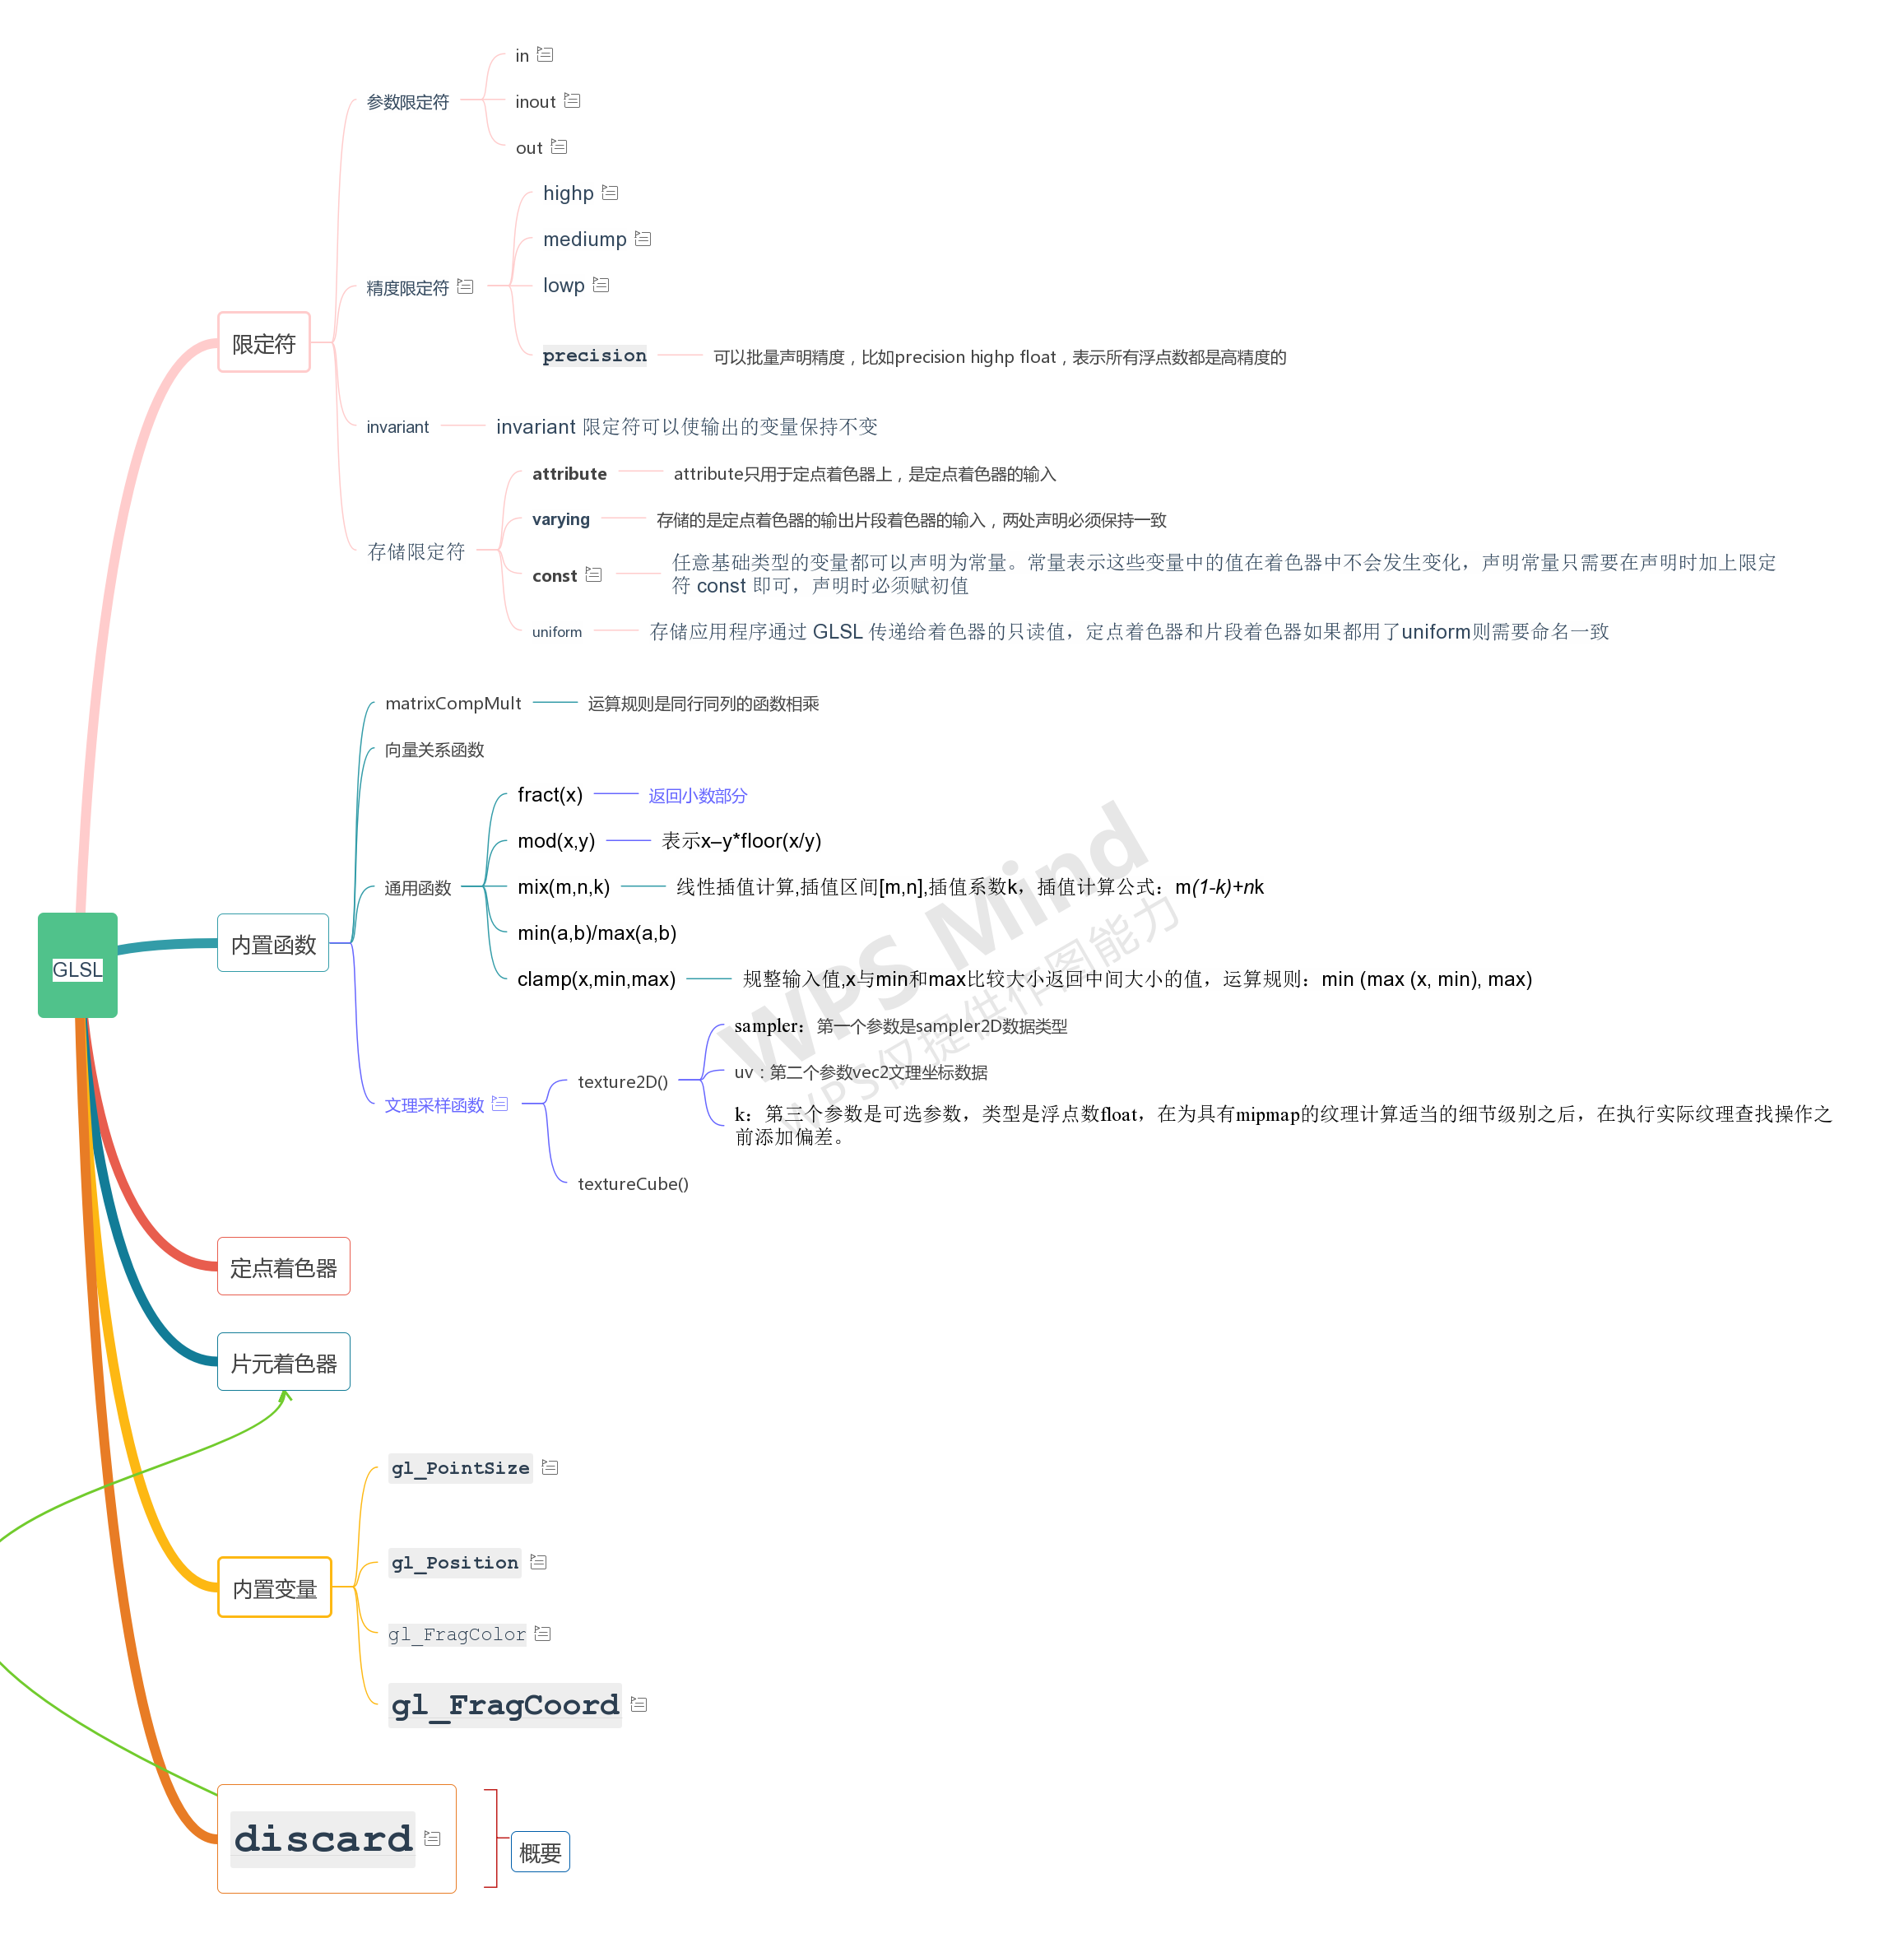 GLSL
限定符
参数限定符
in
inout
out
精度限定符
highp
mediump
lowp
precision
可以批量声明精度，比如precision highp float，表示所有浮点数都是高精度的
invariant
invariant 限定符可以使输出的变量保持不变
存储限定符
attribute
attribute只用于定点着色器上，是定点着色器的输入
varying
存储的是定点着色器的输出片段着色器的输入，两处声明必须保持一致
const
任意基础类型的变量都可以声明为常量。常量表示这些变量中的值在着色器中不会发生变化，声明常量只需要在声明时加上限定
符 const 即可，声明时必须赋初值
uniform
存储应用程序通过 GLSL 传递给着色器的只读值，定点着色器和片段着色器如果都用了uniform则需要命名一致
内置函数
matrixCompMult
运算规则是同行同列的函数相乘
向量关系函数
通用函数
fract(x)
返回小数部分
mod(x,y)
表示x–y*floor(x/y)
mix(m,n,k)
线性插值计算,插值区间[m,n],插值系数k，插值计算公式：m(1-k)+nk
min(a,b)/max(a,b)
clamp(x,min,max)
规整输入值,x与min和max比较大小返回中间大小的值，运算规则：min (max (x, min), max)
文理采样函数
texture2D()
sampler：第一个参数是sampler2D数据类型
uv：第二个参数vec2文理坐标数据
k：第三个参数是可选参数，类型是浮点数float，在为具有mipmap的纹理计算适当的细节级别之后，在执行实际纹理查找操作之
前添加偏差。
textureCube()
定点着色器
片元着色器
内置变量
gl_PointSize
gl_Position
gl_FragColor
gl_FragCoord
discard
概要
WPS Mind
WPS仅提供作图能力